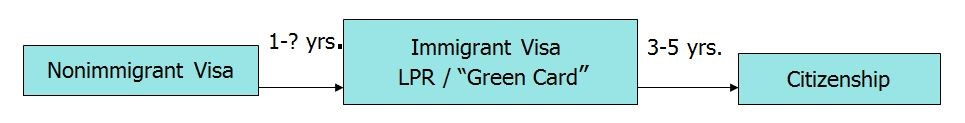 Nonimmigrant Visa
1-? yrs.
Immigrant Visa
LPR / “Green Card”
3-5 yrs.
Citizenship